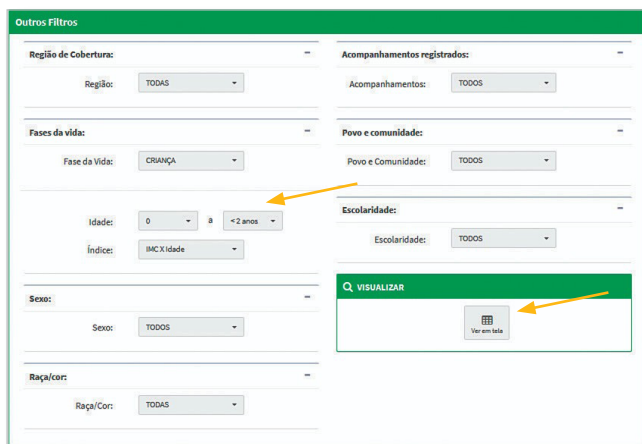 Outros Filtros
Região de Cobertura: –
Região: TODAS
Fases da vida: –
Fase da Vida: CRIANÇA
Idade: 0 a < 2 anos
Índice: IMC X Idade
Sexo: –
Sexo: TODOS
Raça/cor: –
Raça/Cor: TODAS
Acompanhamentos registrados: –
Acompanhamentos: TODOS
Povo e comunidade: –
Povo e Comunidade: TODOS
Escolaridade: –
Escolaridade: TODOS
VISUALIZAR
Ver em tela